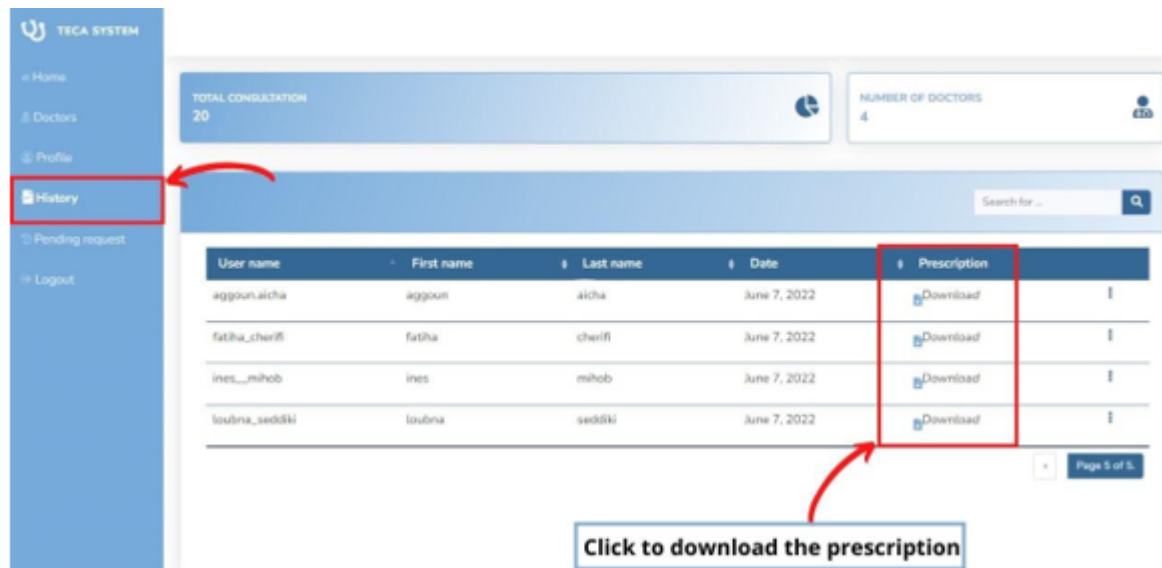 TECA SYSTEM
Home
Doctors
Profile
History
Pending request
Logout
TOTAL CONSULTATION
20
NUMBER OF DOCTORS
4
Search for ...
User name First name Last name Date Prescription
aggoun.aicha aggoun aicha June 7, 2022 Download
fatiha_cherifi fatiha cherifi June 7, 2022 Download
ines__mihob ines mihob June 7, 2022 Download
loubna_seddiki loubna seddiki June 7, 2022 Download
Page 5 of 5.
Click to download the prescription